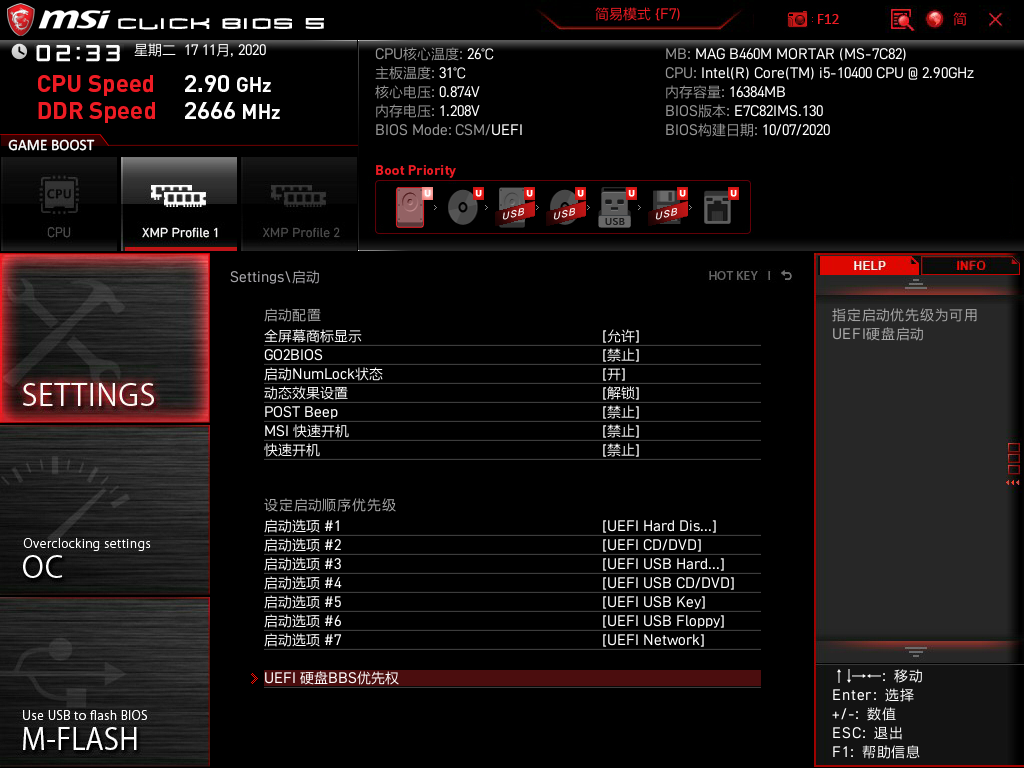 msi CLICK BIOS 5
简易模式 (F7)
F12
简
02:33 星期二 17 11月, 2020
CPU Speed 2.90 GHz
DDR Speed 2666 MHz
CPU核心温度: 26℃
主板温度: 31℃
核心电压: 0.874V
内存电压: 1.208V
BIOS Mode: CSM/UEFI
MB: MAG B460M MORTAR (MS-7C82)
CPU: Intel(R) Core(TM) i5-10400 CPU @ 2.90GHz
内存容量: 16384MB
BIOS版本: E7C82IMS.130
BIOS构建日期: 10/07/2020
GAME BOOST
CPU
CPU
XMP Profile 1
XMP Profile 2
Boot Priority
U U U U U U U
USB USB USB USB
SETTINGS
Overclocking settings
OC
Use USB to flash BIOS
M-FLASH
Settings\启动
HOT KEY |
启动配置
全屏幕商标显示 [允许]
GO2BIOS [禁止]
启动NumLock状态 [开]
动态效果设置 [解锁]
POST Beep [禁止]
MSI 快速开机 [禁止]
快速开机 [禁止]
设定启动顺序优先级
启动选项 #1 [UEFI Hard Dis...]
启动选项 #2 [UEFI CD/DVD]
启动选项 #3 [UEFI USB Hard...]
启动选项 #4 [UEFI USB CD/DVD]
启动选项 #5 [UEFI USB Key]
启动选项 #6 [UEFI USB Floppy]
启动选项 #7 [UEFI Network]
UEFI 硬盘BBS优先权
HELP
INFO
指定启动优先级为可用
UEFI硬盘启动
↑↓→←: 移动
Enter: 选择
+/-: 数值
ESC: 退出
F1: 帮助信息